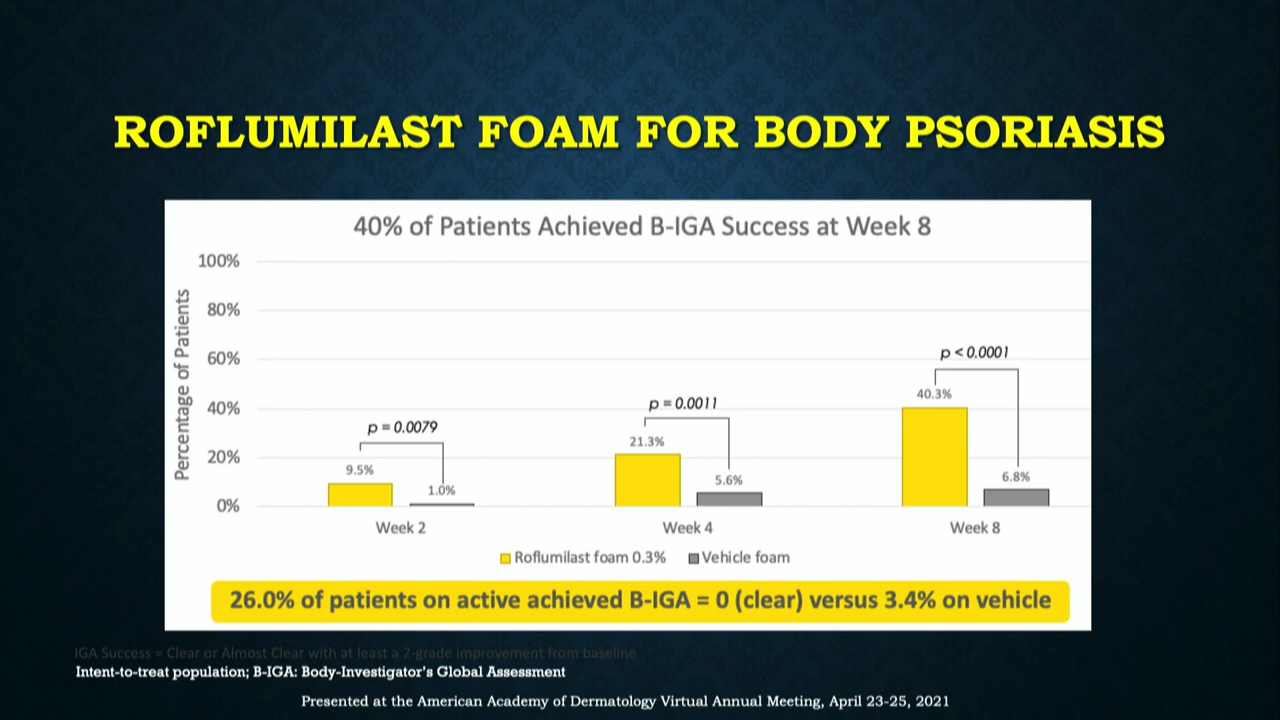 ROFLUMILAST FOAM FOR BODY PSORIASIS
40% of Patients Achieved B-IGA Success at Week 8
Percentage of Patients
100%
80%
60%
40%
20%
0%
p = 0.0079
9.5%
1.0%
p = 0.0011
21.3%
5.6%
p < 0.0001
40.3%
6.8%
Week 2
Week 4
Week 8
Roflumilast foam 0.3%
Vehicle foam
26.0% of patients on active achieved B-IGA = 0 (clear) versus 3.4% on vehicle
IGA Success = Clear or Almost Clear with at least a 2-grade improvement from baseline
Intent-to-treat population; B-IGA: Body-Investigator's Global Assessment
Presented at the American Academy of Dermatology Virtual Annual Meeting, April 23-25, 2021